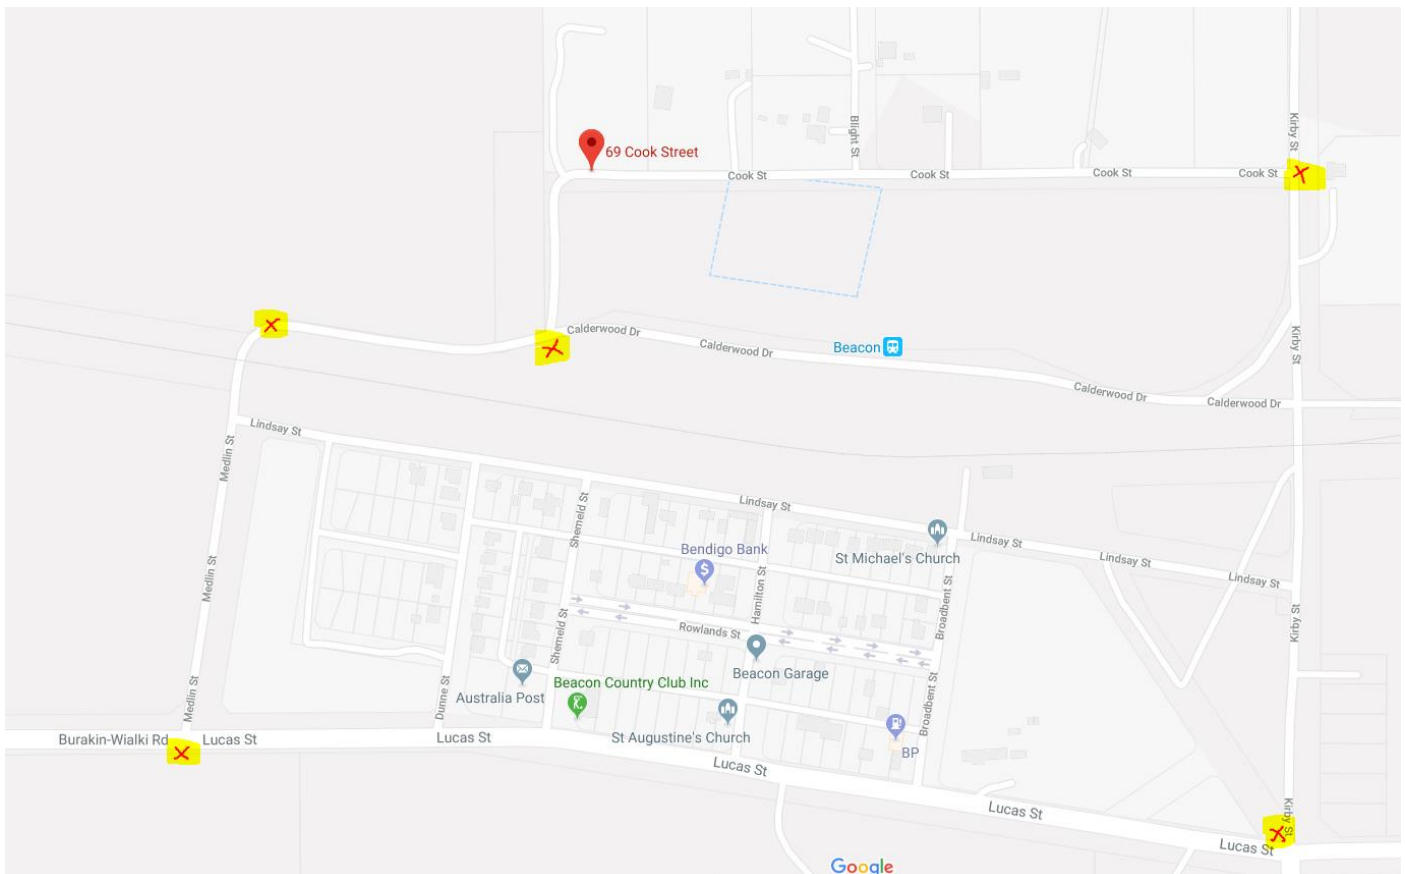 Kirby St
Blight St
69 Cook Street
Cook St
Cook St
Cook St
Cook St
Calderwood Dr
Calderwood Dr
Beacon
Kirby St
Calderwood Dr
Calderwood Dr
Lindsay St
Medlin St
Lindsay St
Shemeld St
Bendigo Bank
St Michael's Church
Lindsay St
Lindsay St
Lindsay St
Medlin St
Hamilton St
Broadbent St
Rowlands St
Kirby St
Shemeld St
Beacon Garage
Beacon Country Club Inc
Australia Post
Medlin St
Dunne St
Broadbent St
Burakin-Wialki Rd
Lucas St
Lucas St
St Augustine's Church
BP
Lucas St
Lucas St
Kirby St
Lucas St
Google